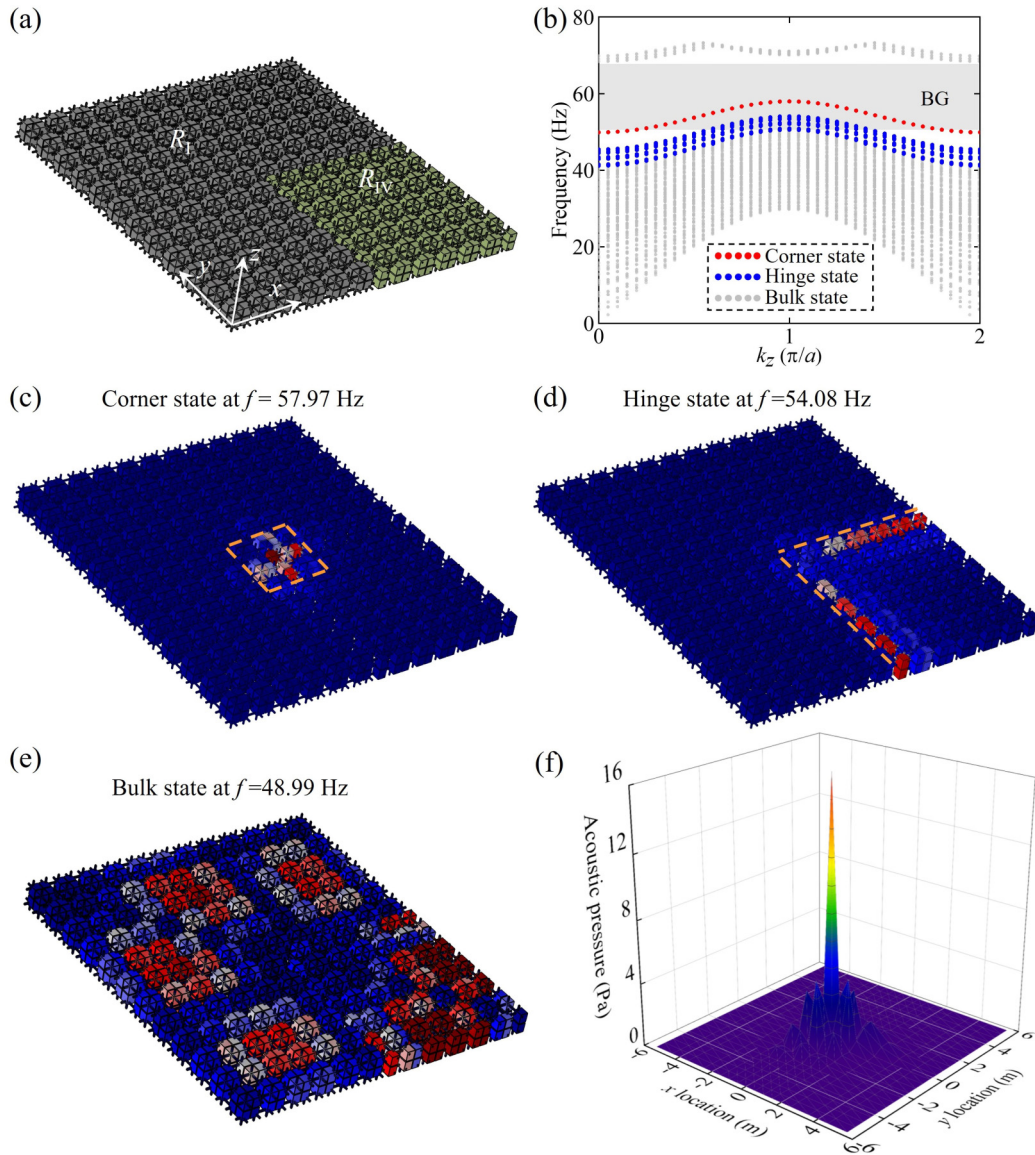 (a)
R_I
R_IV
y
z
x
(b)
80
60
40
20
0
Frequency (Hz)
BG
Corner state
Hinge state
Bulk state
0
1
2
k_z (π/a)
(c)
Corner state at f = 57.97 Hz
(d)
Hinge state at f =54.08 Hz
(e)
Bulk state at f =48.99 Hz
(f)
16
12
8
4
0
Acoustic pressure (Pa)
-6
-4
-2
0
2
4
6
x location (m)
-6
-4
-2
0
2
4
6
y location (m)